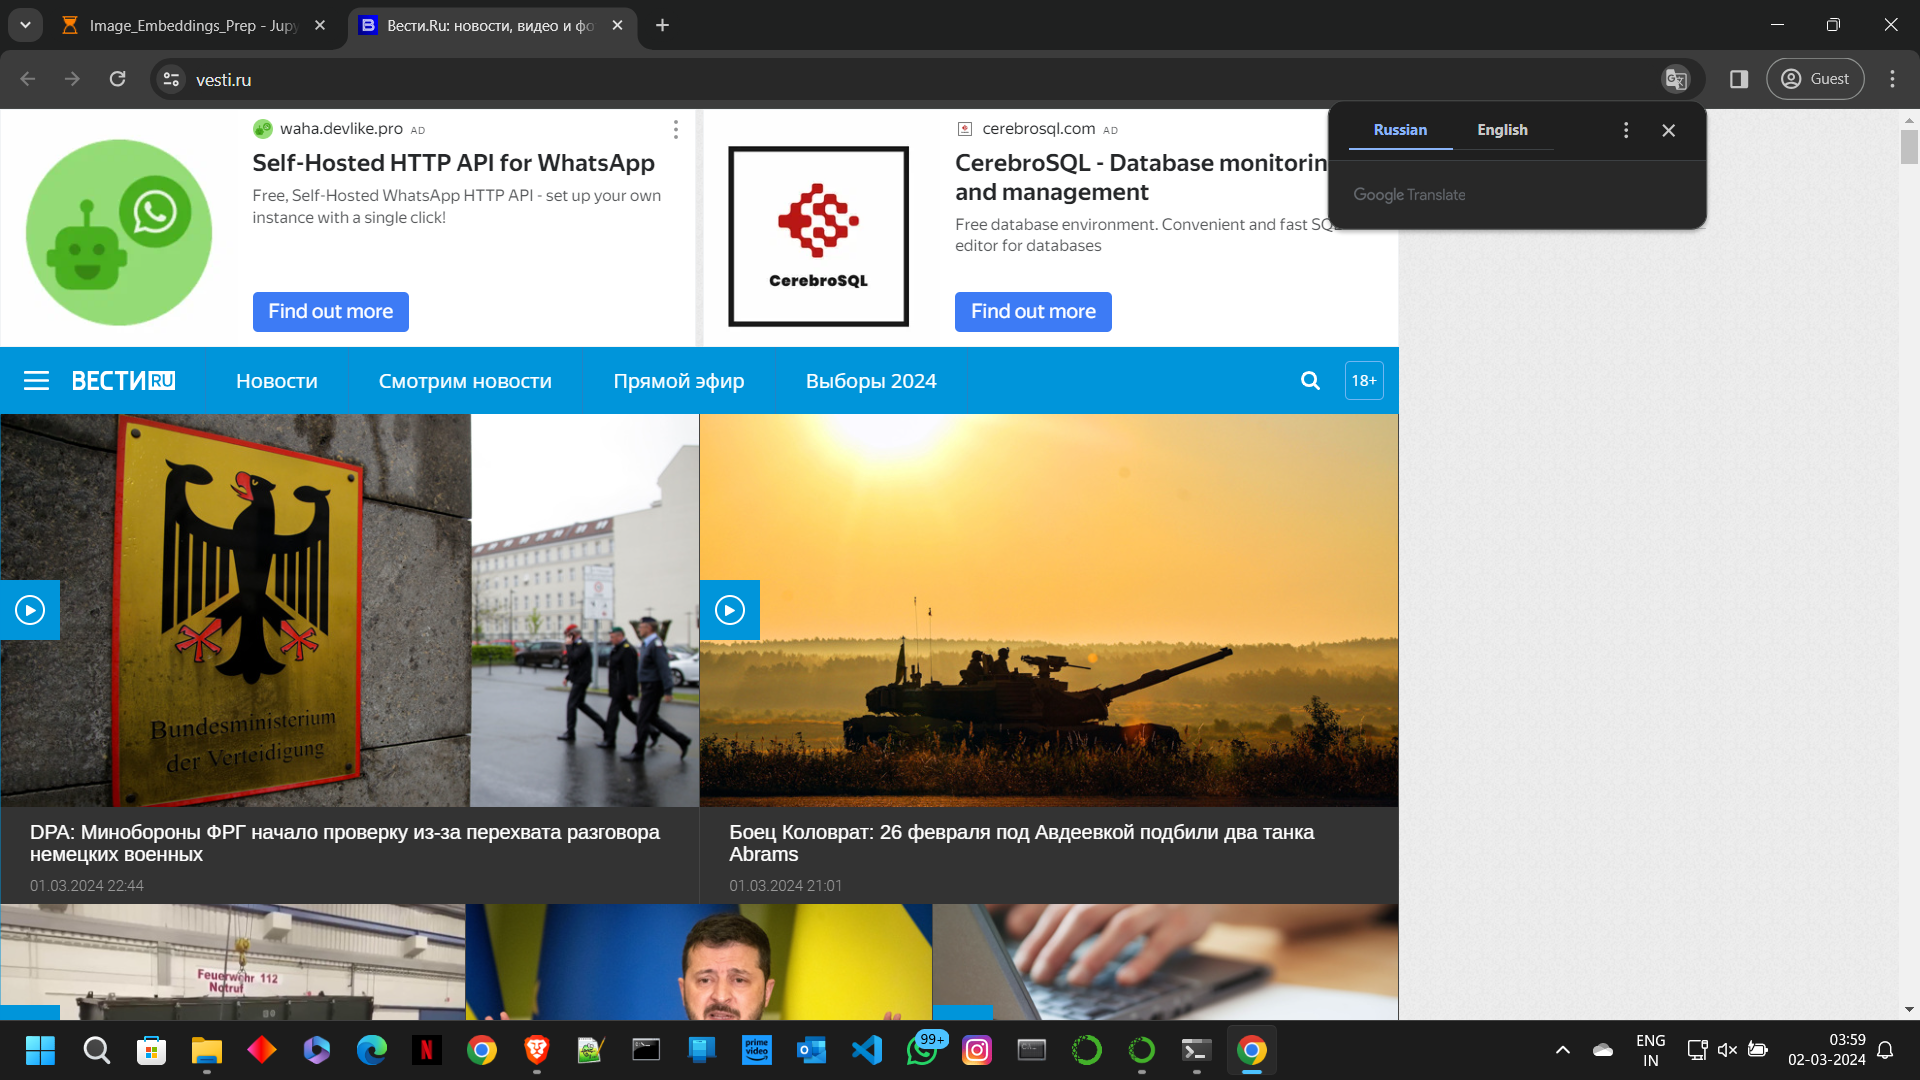 Image_Embeddings_Prep - Jupy
Вести.Ru: новости, видео и фо
vesti.ru
Guest
Russian
English
Google Translate
waha.devlike.pro AD
Self-Hosted HTTP API for WhatsApp
Free, Self-Hosted WhatsApp HTTP API - set up your own
instance with a single click!
Find out more
CerebroSQL
cerebrosql.com AD
CerebroSQL - Database monitorin
and management
Free database environment. Convenient and fast SQL
editor for databases
Find out more
ВЕСТИ RU
Новости
Смотрим новости
Прямой эфир
Выборы 2024
18+
Bundesministerium
der Verteidigung
DPA: Минобороны ФРГ начало проверку из-за перехвата разговора
немецких военных
01.03.2024 22:44
Боец Коловрат: 26 февраля под Авдеевкой подбили два танка
Abrams
01.03.2024 21:01
Feuerwehr 112
Notruf
prime
video
99+
ENG
IN
03:59
02-03-2024